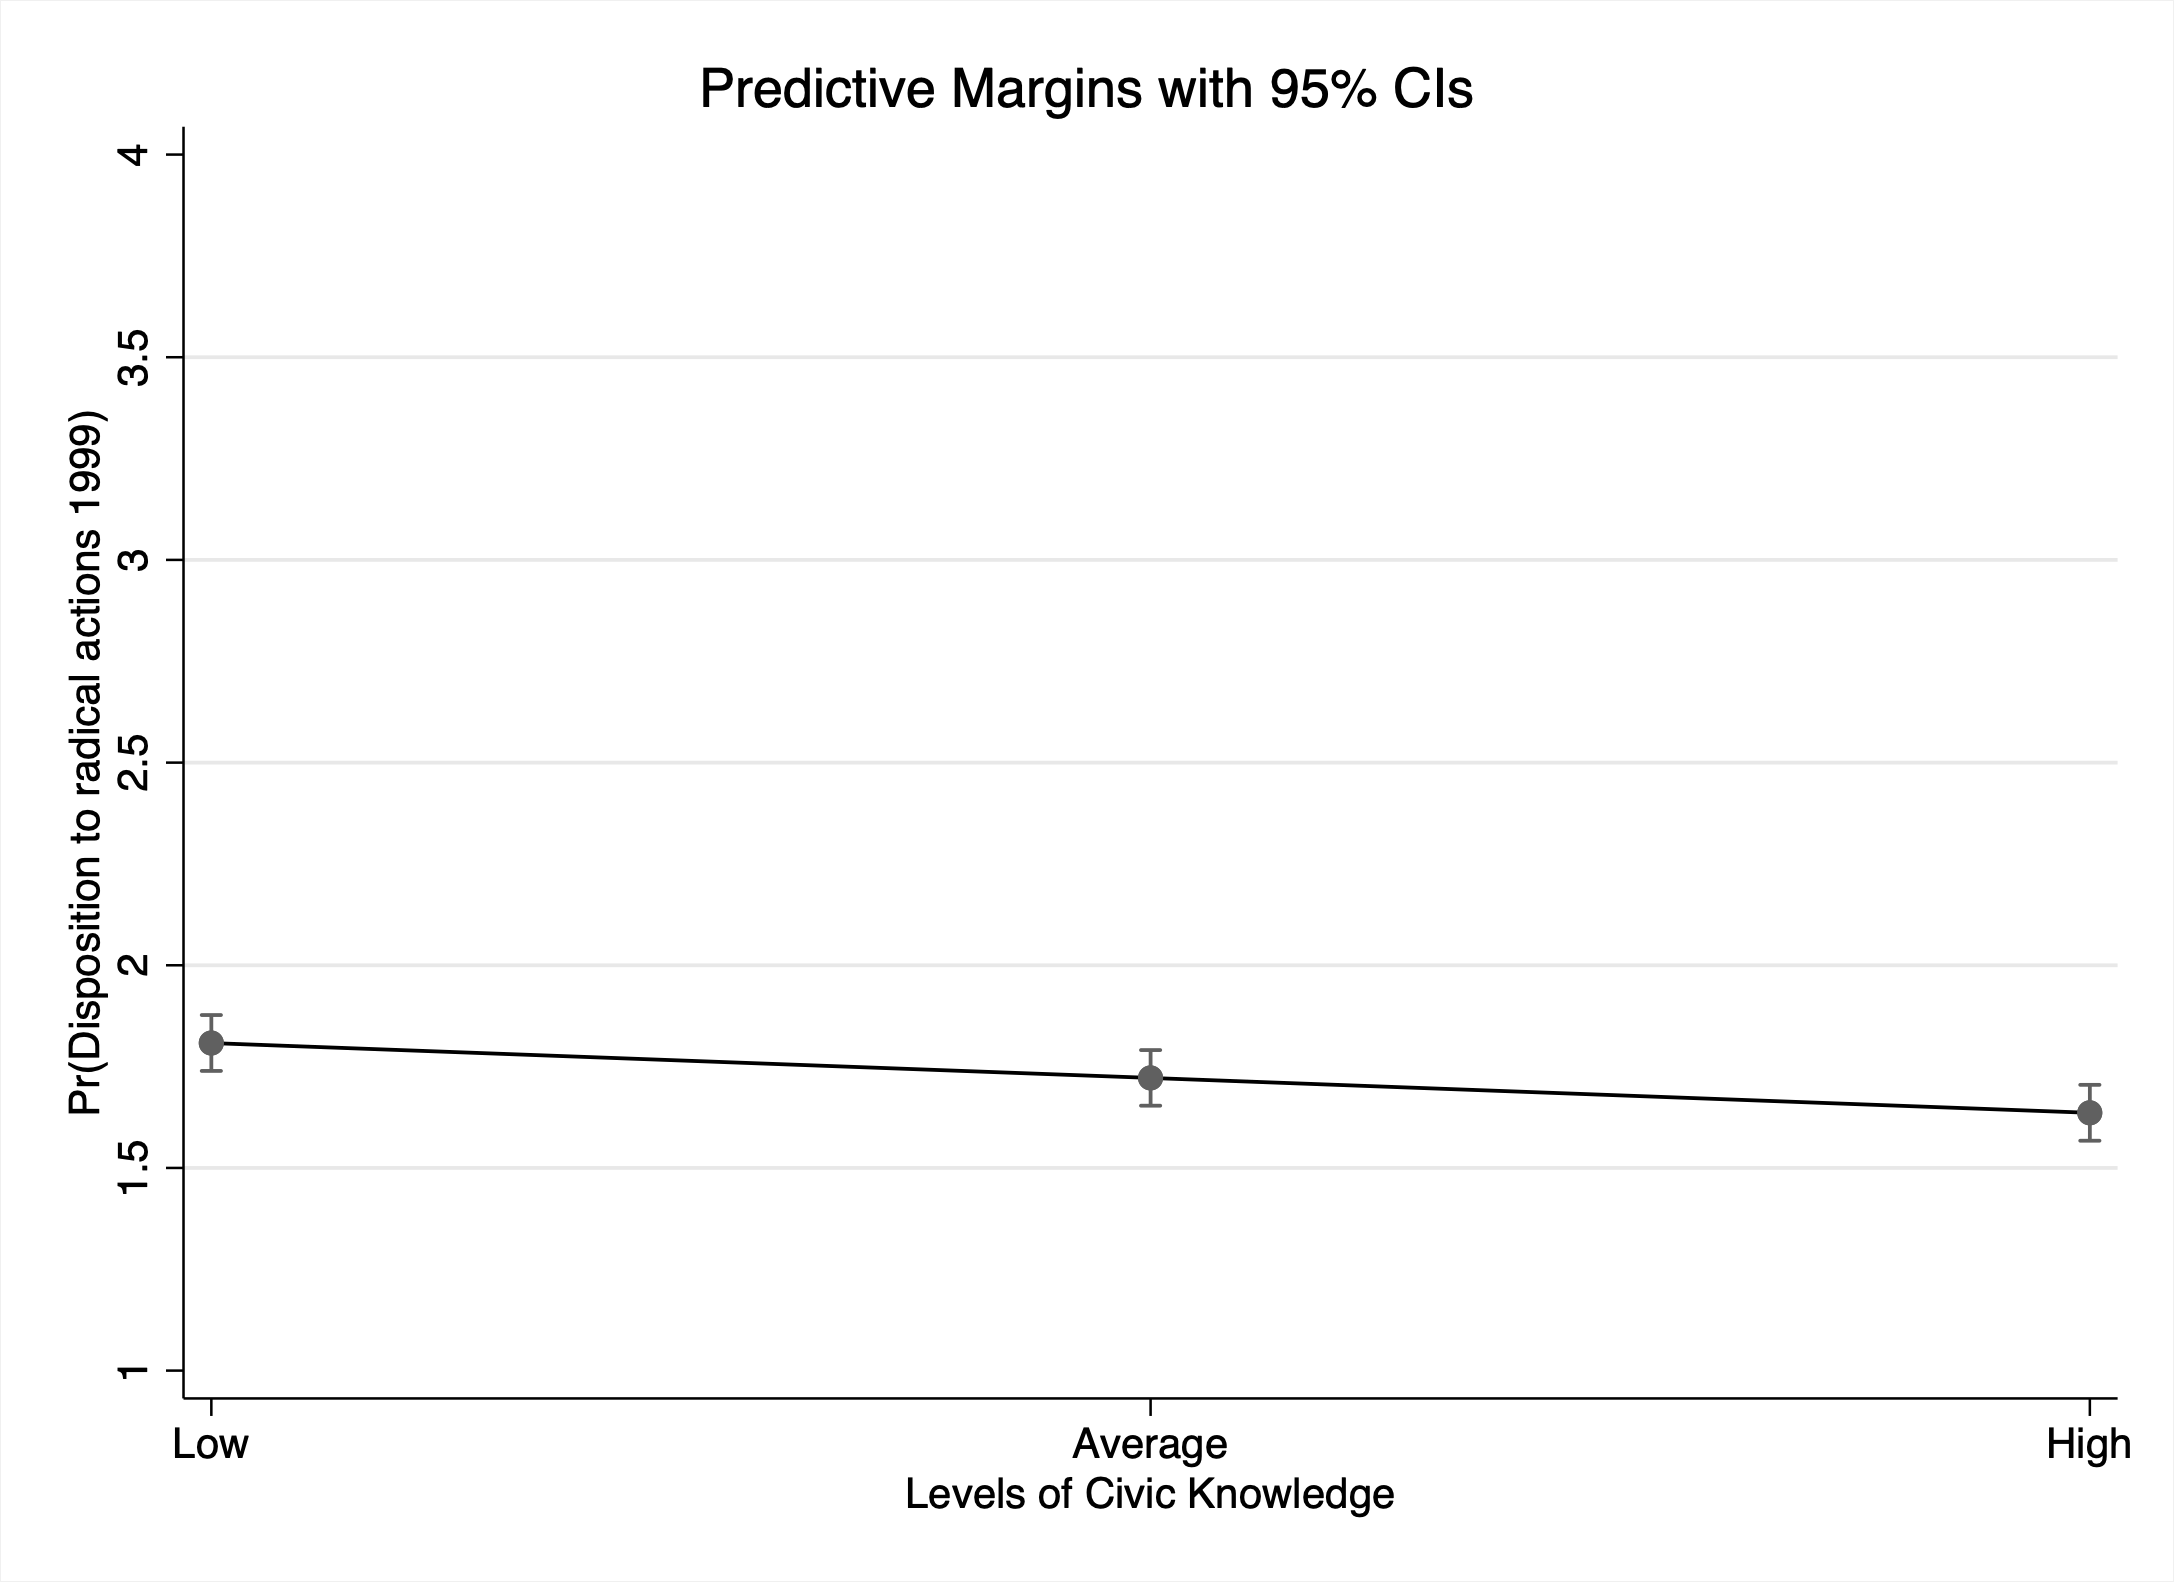 Predictive Margins with 95% CIs
Pr(Disposition to radical actions 1999)
4
3.5
3
2.5
2
1.5
1
Low Average High
Levels of Civic Knowledge